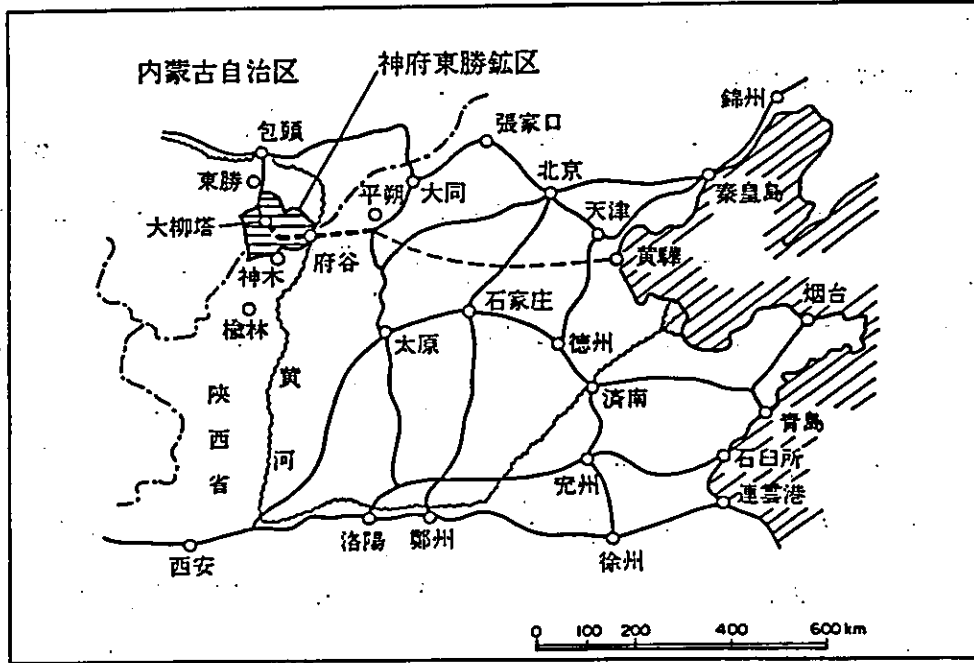 内蒙古自治区
神府東勝鉱区
錦州
張家口
包頭
北京
東勝
平朔
大同
秦皇島
天津
大柳塔
府谷
黄驊
神木
石家庄
烟台
楡林
太原
徳州
黄河
済南
陝西省
青島
石臼所
兗州
連雲港
洛陽
鄭州
徐州
西安
0 100 200 400 600km